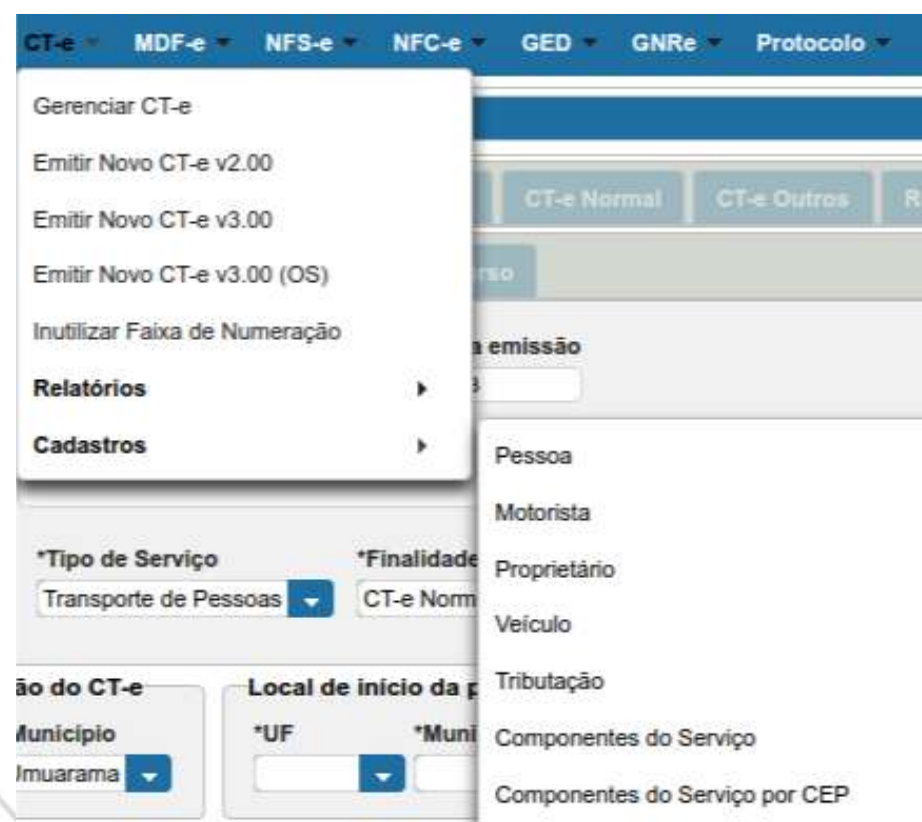 CT-e MDF-e NFS-e NFC-e GED GNRe Protocolo
Gerenciar CT-e
Emitir Novo CT-e v2.00
CT-e Normal CT-e Outros R
Emitir Novo CT-e v3.00
Emitir Novo CT-e v3.00 (OS)
rso
Inutilizar Faixa de Numeração
a emissão
Relatórios
Cadastros
Pessoa
Motorista
*Tipo de Serviço *Finalidade
Proprietário
Transporte de Pessoas CT-e Norm
Veículo
ão do CT-e Local de início da p
Tributação
Município *UF *Muni
Componentes do Serviço
Umuarama
Componentes do Serviço por CEP